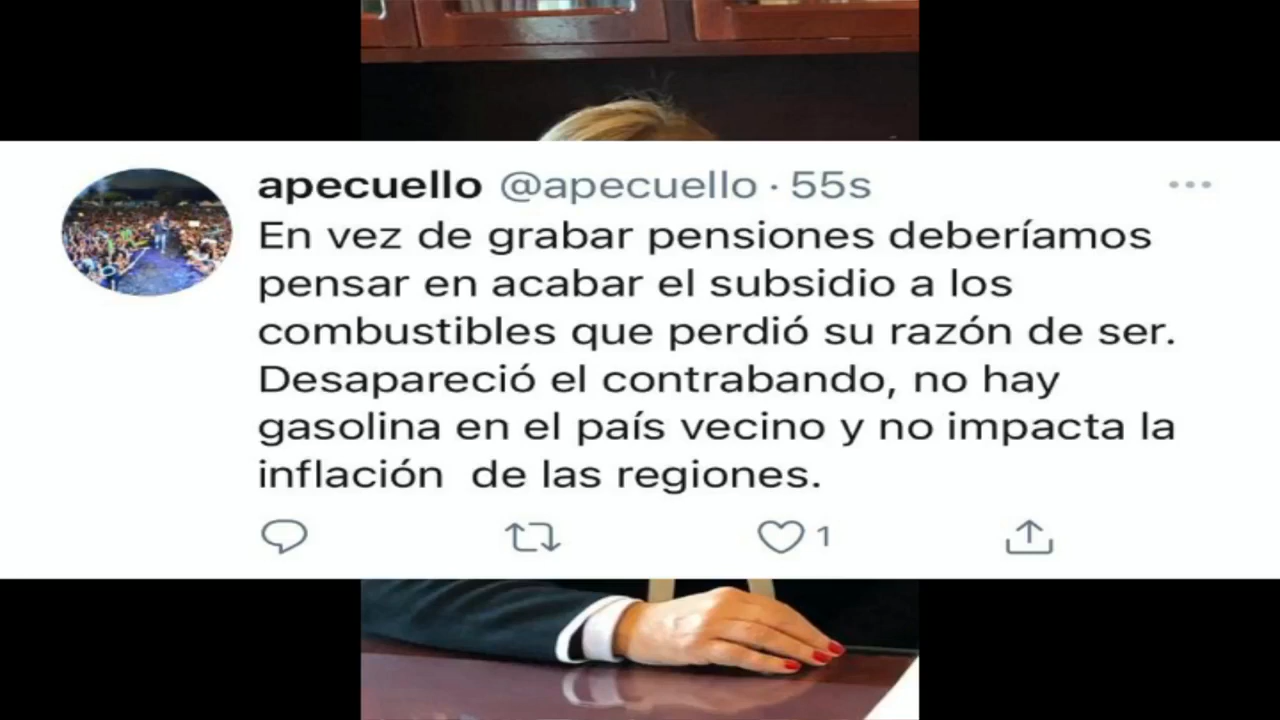 apecuello @apecuello · 55s
En vez de grabar pensiones deberíamos
pensar en acabar el subsidio a los
combustibles que perdió su razón de ser.
Desapareció el contrabando, no hay
gasolina en el país vecino y no impacta la
inflación de las regiones.
1